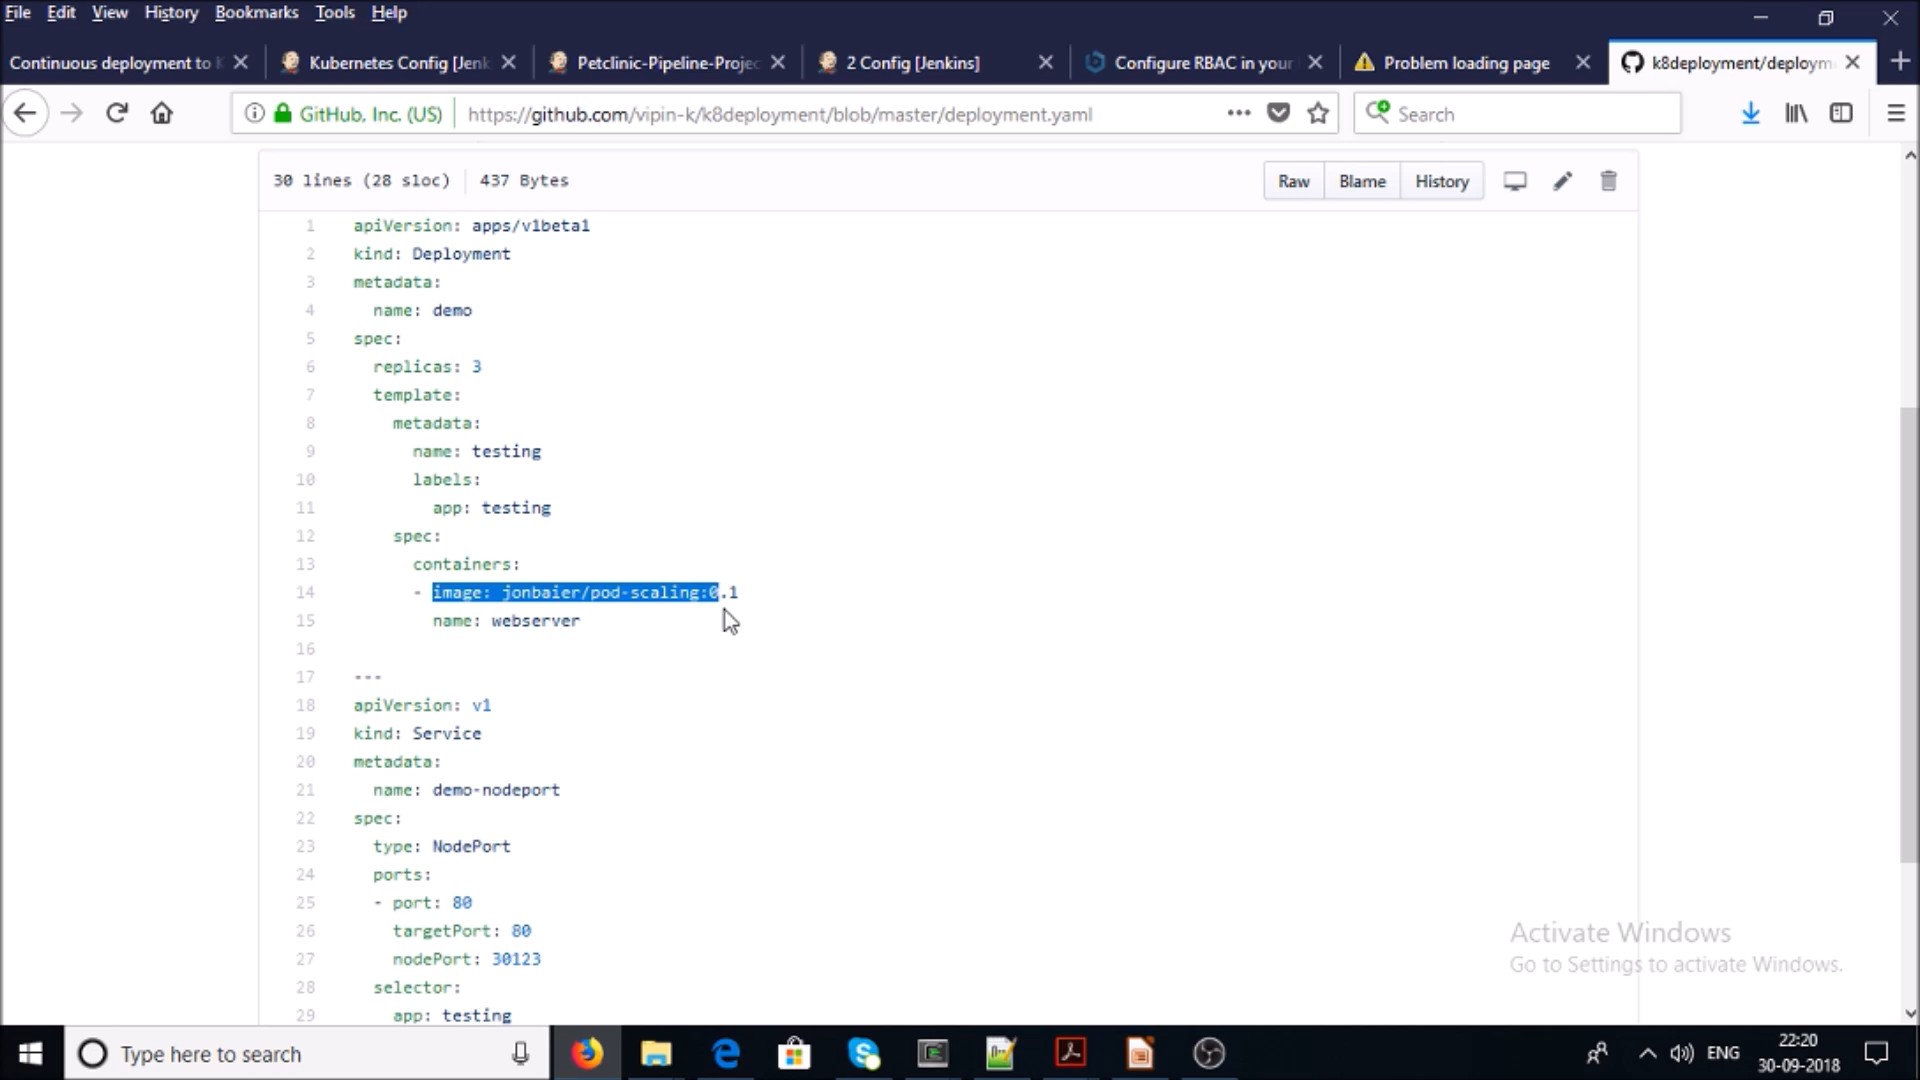 File Edit View History Bookmarks Tools Help
Continuous deployment to
Kubernetes Config [Jenk
Petclinic-Pipeline-Projec
2 Config [Jenkins]
Configure RBAC in your
Problem loading page
k8deployment/deploym
GitHub, Inc. (US) https://github.com/vipin-k/k8deployment/blob/master/deployment.yaml
Search
30 lines (28 sloc) 437 Bytes
Raw Blame History
1 apiVersion: apps/v1beta1
2 kind: Deployment
3 metadata:
4 name: demo
5 spec:
6 replicas: 3
7 template:
8 metadata:
9 name: testing
10 labels:
11 app: testing
12 spec:
13 containers:
14 - image: jonbaier/pod-scaling:0.1
15 name: webserver
16
17 ---
18 apiVersion: v1
19 kind: Service
20 metadata:
21 name: demo-nodeport
22 spec:
23 type: NodePort
24 ports:
25 - port: 80
26 targetPort: 80
27 nodePort: 30123
28 selector:
29 app: testing
Activate Windows
Go to Settings to activate Windows.
Type here to search
ENG
22:20
30-09-2018